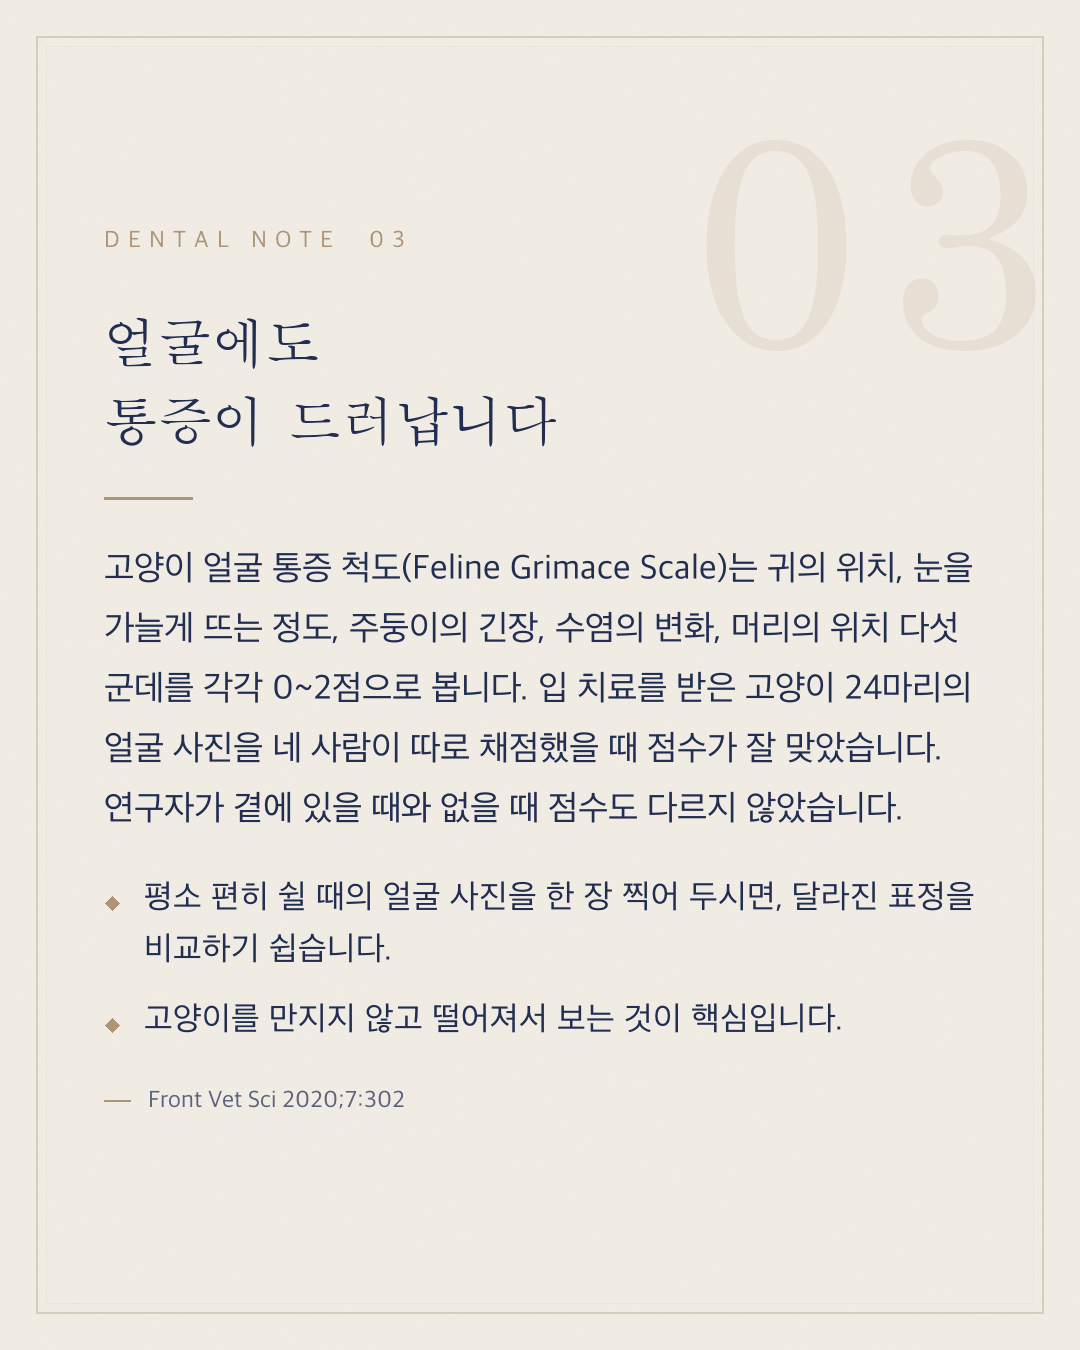 03
DENTAL NOTE 03
얼굴에도
통증이 드러납니다
고양이 얼굴 통증 척도(Feline Grimace Scale)는 귀의 위치, 눈을
가늘게 뜨는 정도, 주둥이의 긴장, 수염의 변화, 머리의 위치 다섯
군데를 각각 0~2점으로 봅니다. 입 치료를 받은 고양이 24마리의
얼굴 사진을 네 사람이 따로 채점했을 때 점수가 잘 맞았습니다.
연구자가 곁에 있을 때와 없을 때 점수도 다르지 않았습니다.
◆ 평소 편히 쉴 때의 얼굴 사진을 한 장 찍어 두시면, 달라진 표정을
비교하기 쉽습니다.
◆ 고양이를 만지지 않고 떨어져서 보는 것이 핵심입니다.
— Front Vet Sci 2020;7:302